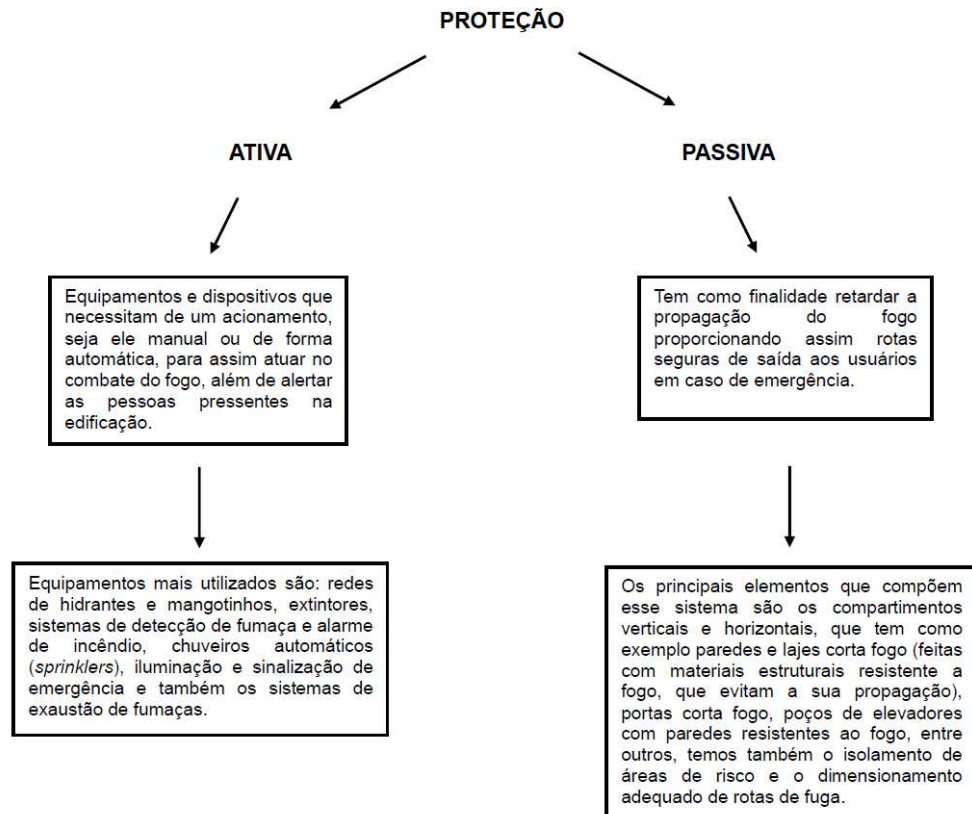 PROTEÇÃO
ATIVA
PASSIVA
Equipamentos e dispositivos que
necessitam de um acionamento,
seja ele manual ou de forma
automática, para assim atuar no
combate do fogo, além de alertar
as pessoas pressentes na
edificação.
Tem como finalidade retardar a
propagação do fogo
proporcionando assim rotas
seguras de saída aos usuários
em caso de emergência.
Equipamentos mais utilizados são: redes
de hidrantes e mangotinhos, extintores,
sistemas de detecção de fumaça e alarme
de incêndio, chuveiros automáticos
(sprinklers), iluminação e sinalização de
emergência e também os sistemas de
exaustão de fumaças.
Os principais elementos que compõem
esse sistema são os compartimentos
verticais e horizontais, que tem como
exemplo paredes e lajes corta fogo (feitas
com materiais estruturais resistente a
fogo, que evitam a sua propagação),
portas corta fogo, poços de elevadores
com paredes resistentes ao fogo, entre
outros, temos também o isolamento de
áreas de risco e o dimensionamento
adequado de rotas de fuga.